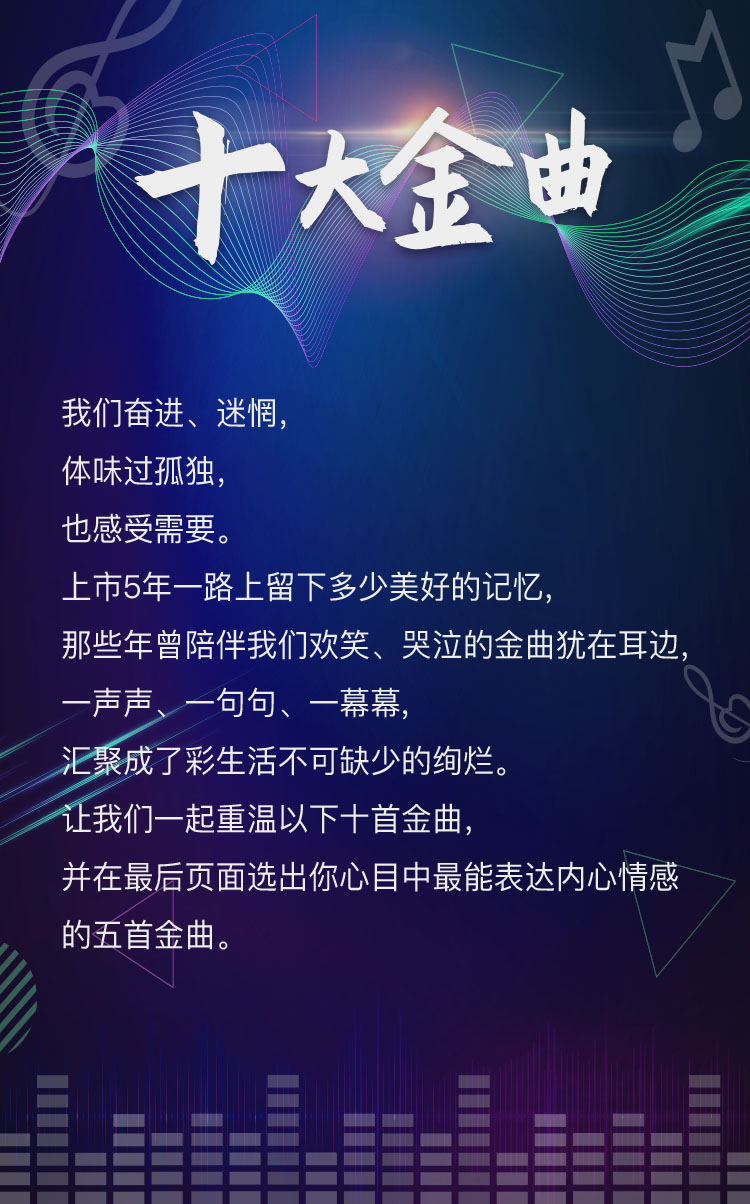 十大金曲
我们奋进、迷惘，
体味过孤独，
也感受需要。
上市5年一路上留下多少美好的记忆，
那些年曾陪伴我们欢笑、哭泣的金曲犹在耳边，
一声声、一句句、一幕幕，
汇聚成了彩生活不可缺少的绚烂。
让我们一起重温以下十首金曲，
并在最后页面选出你心目中最能表达内心情感
的五首金曲。